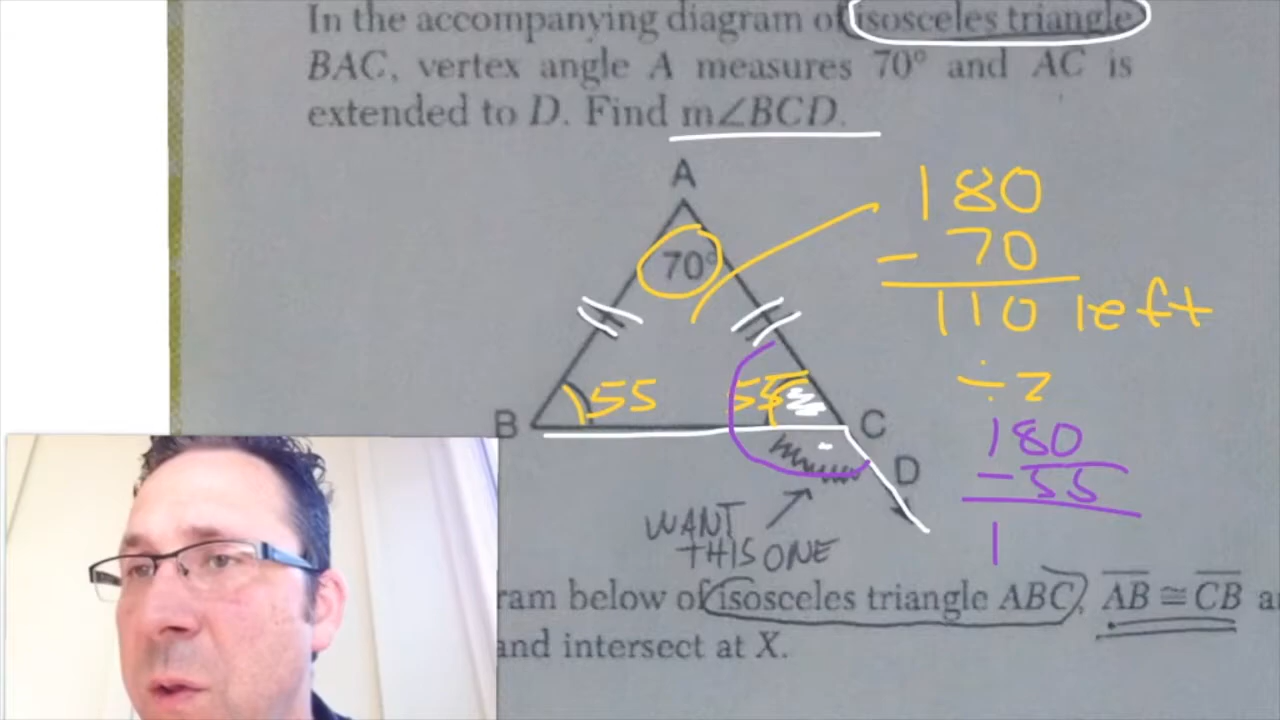 In the accompanying diagram of isosceles triangle
BAC, vertex angle A measures 70° and AC is
extended to D. Find m∠BCD.
A
70°
180
- 70
110 left
÷ 2
55
55
B
C
D
180
- 55
1
WANT
THIS ONE
ram below of isosceles triangle ABC, AB ≅ CB a
and intersect at X.